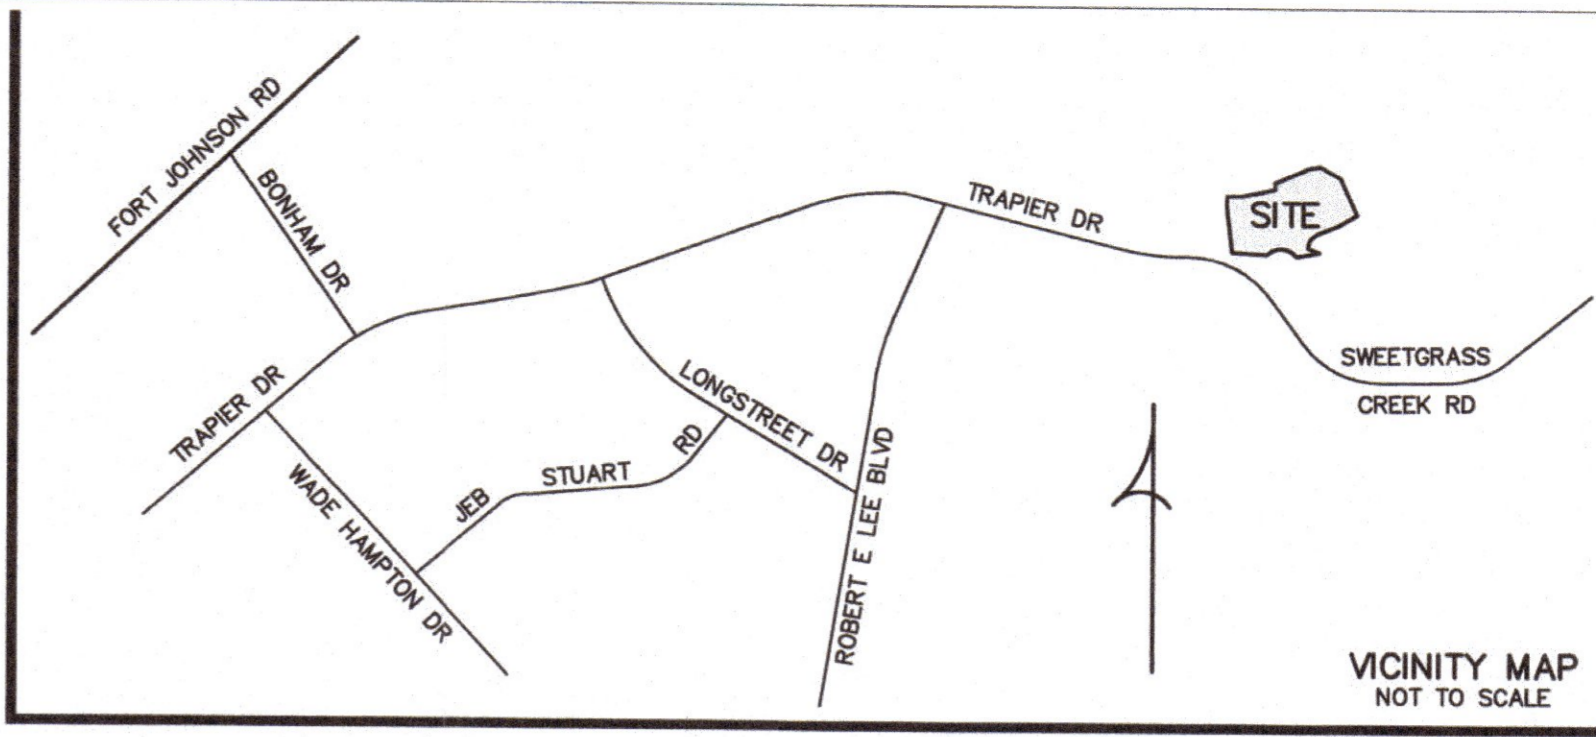 FORT JOHNSON RD
BONHAM DR
TRAPIER DR
SITE
TRAPIER DR
WADE HAMPTON DR
JEB STUART RD
LONGSTREET DR
ROBERT E LEE BLVD
SWEETGRASS
CREEK RD
VICINITY MAP
NOT TO SCALE